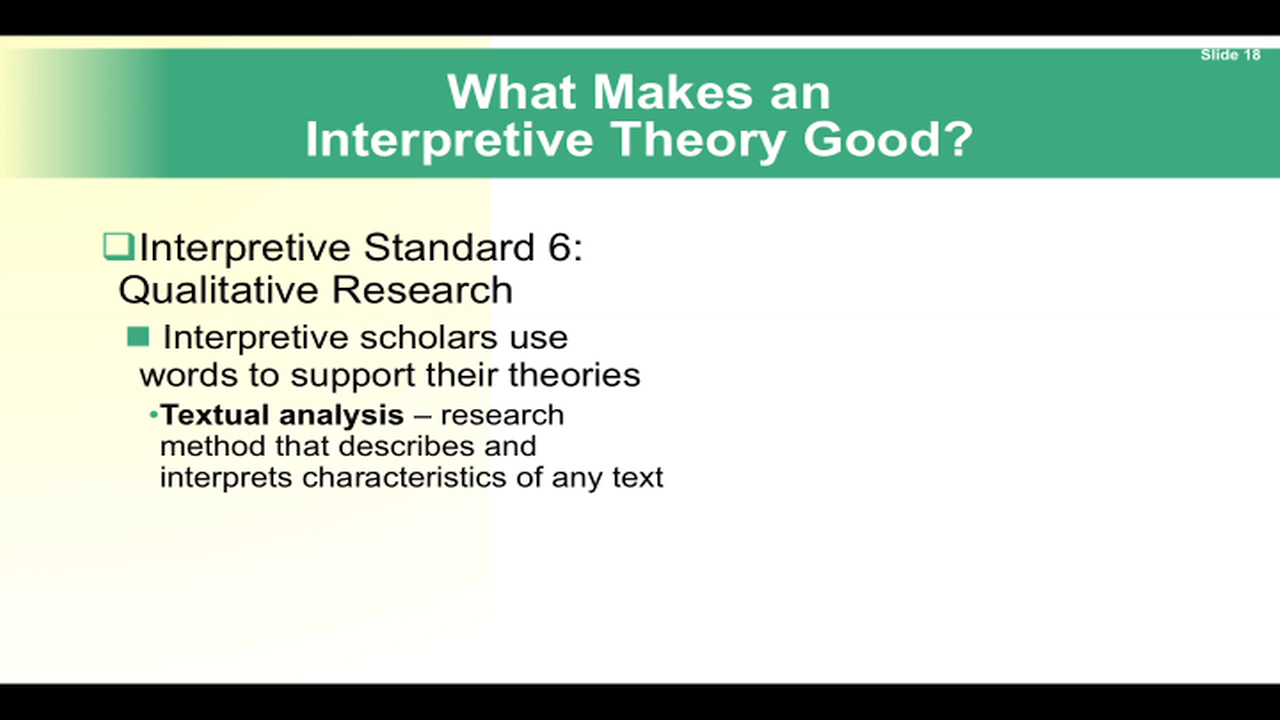 Slide 18
What Makes an
Interpretive Theory Good?
Interpretive Standard 6:
Qualitative Research
Interpretive scholars use
words to support their theories
•Textual analysis – research
method that describes and
interprets characteristics of any text